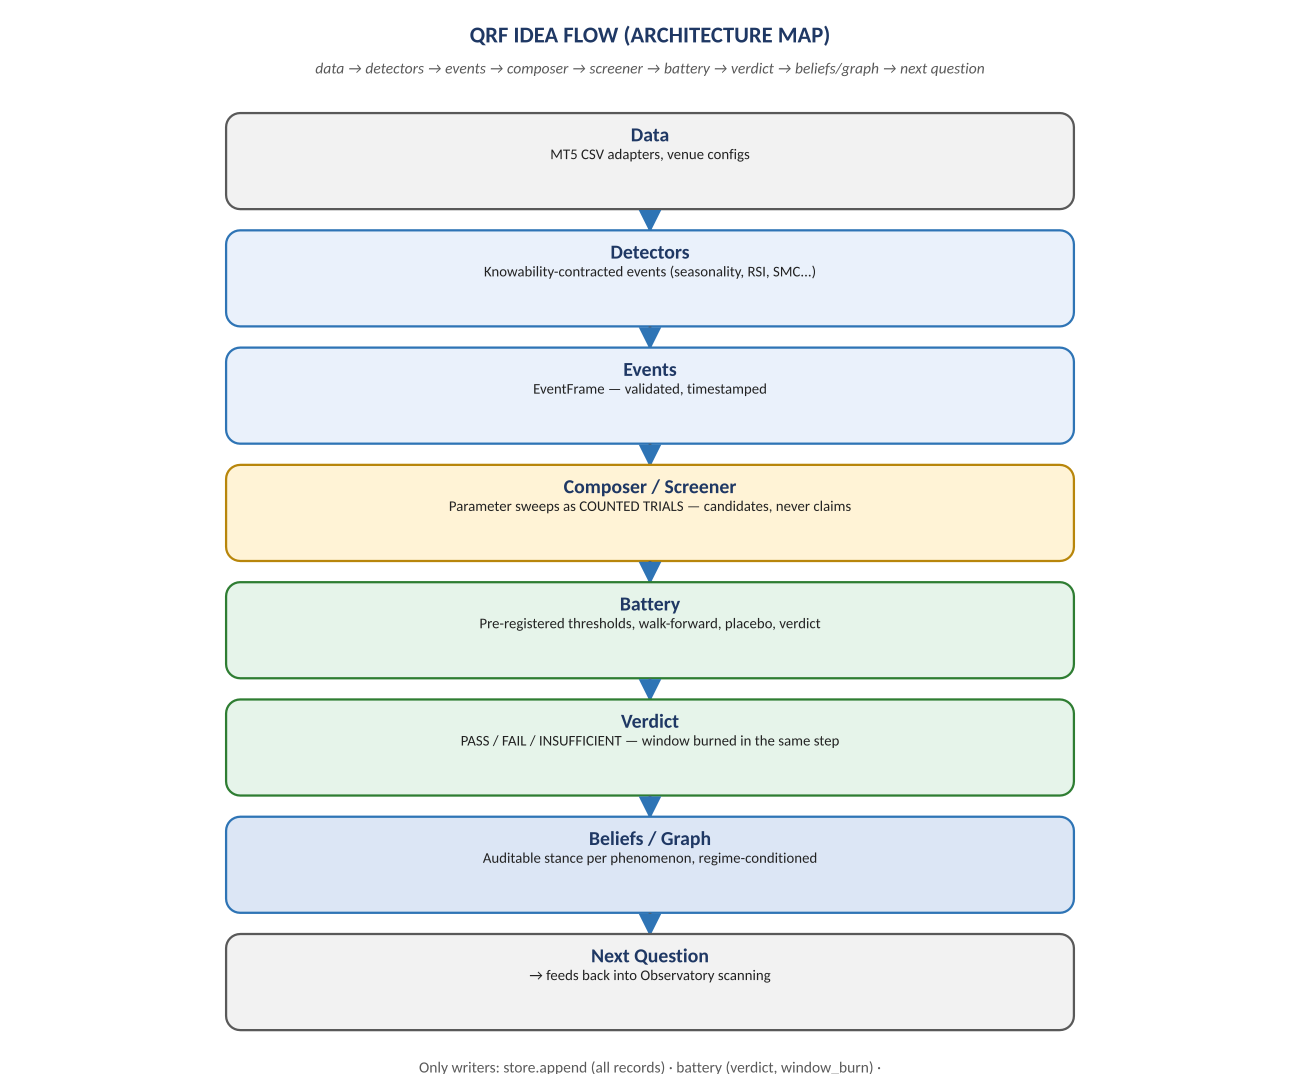 QRF IDEA FLOW (ARCHITECTURE MAP)
data → detectors → events → composer → screener → battery → verdict → beliefs/graph → next question
Data
MT5 CSV adapters, venue configs
Detectors
Knowability-contracted events (seasonality, RSI, SMC...)
Events
EventFrame — validated, timestamped
Composer / Screener
Parameter sweeps as COUNTED TRIALS — candidates, never claims
Battery
Pre-registered thresholds, walk-forward, placebo, verdict
Verdict
PASS / FAIL / INSUFFICIENT — window burned in the same step
Beliefs / Graph
Auditable stance per phenomenon, regime-conditioned
Next Question
→ feeds back into Observatory scanning
Only writers: store.append (all records) · battery (verdict, window_burn) ·